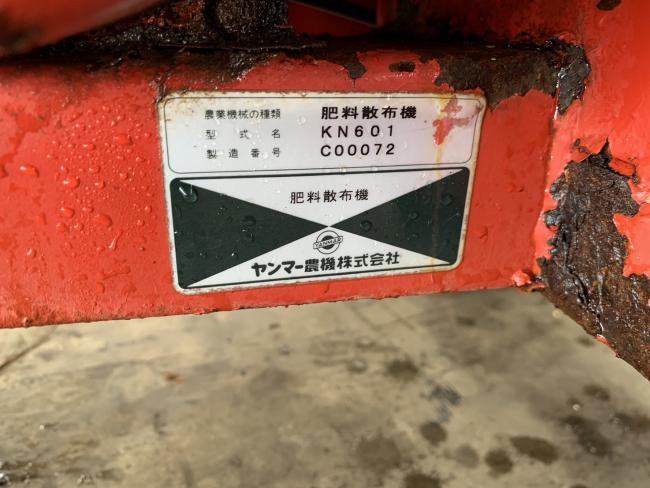 農業機械の種類 肥料散布機
型式名 KN601
製造番号 C00072
肥料散布機
YANMAR
ヤンマー農機株式会社